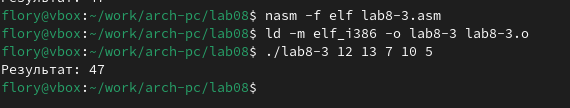 flory@vbox:~/work/arch-pc/lab08$ nasm -f elf lab8-3.asm
flory@vbox:~/work/arch-pc/lab08$ ld -m elf_i386 -o lab8-3 lab8-3.o
flory@vbox:~/work/arch-pc/lab08$ ./lab8-3 12 13 7 10 5
Результат: 47
flory@vbox:~/work/arch-pc/lab08$